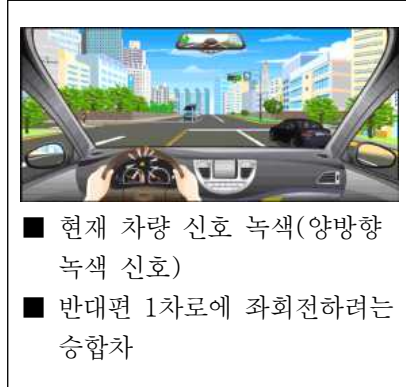 ■ 현재 차량 신호 녹색(양방향
녹색 신호)
■ 반대편 1차로에 좌회전하려는
승합차